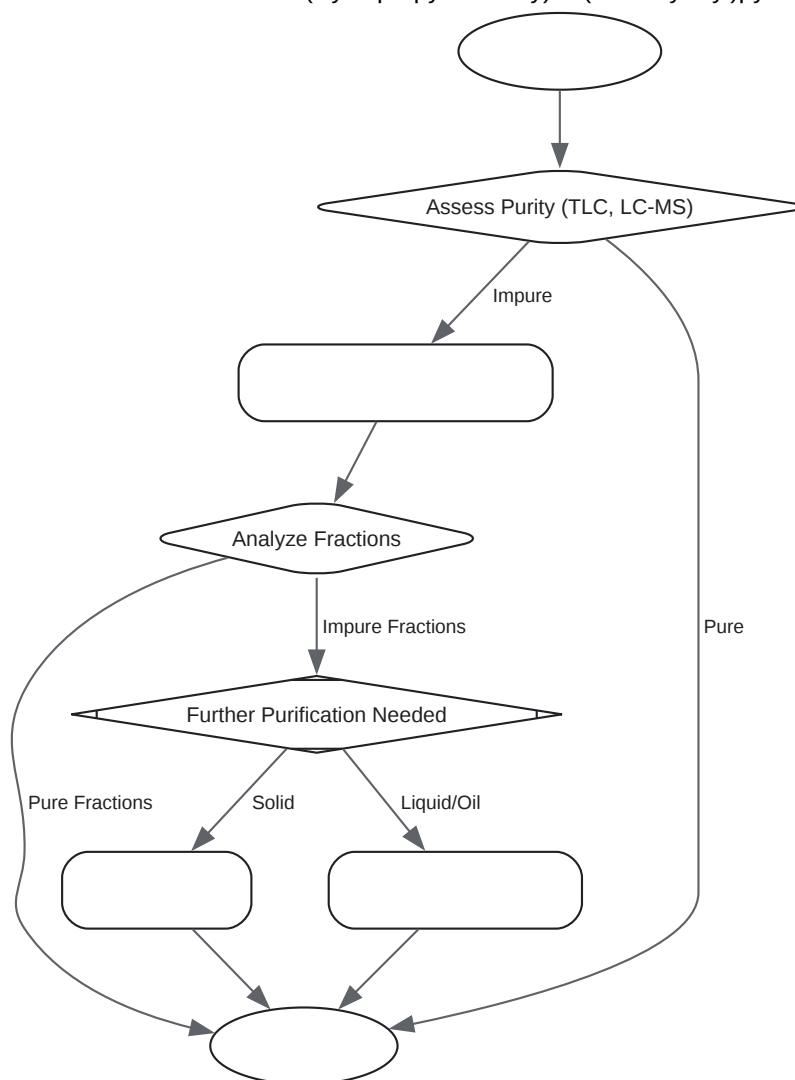 Assess Purity (TLC, LC-MS)
Impure
Analyze Fractions
Impure Fractions
Pure
Further Purification Needed
Pure Fractions
Solid
Liquid/Oil